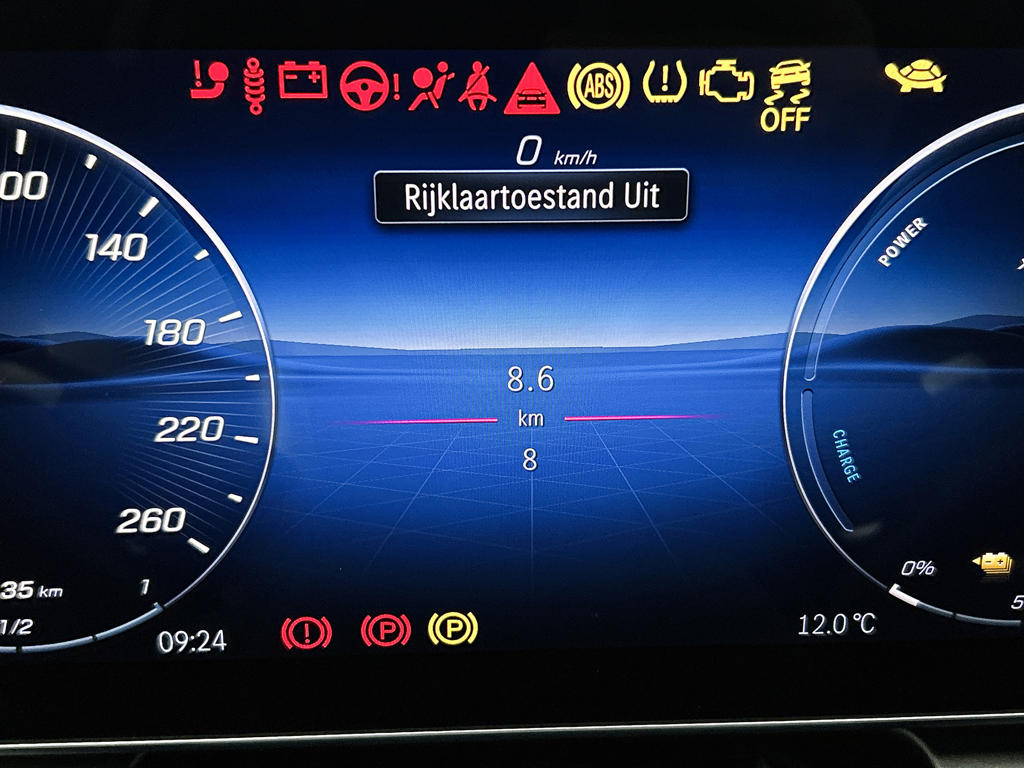 ABS
OFF
0 km/h
Rijklaartoestand Uit
140
180
220
260
8.6
km
8
POWER
CHARGE
35 km
1
1/2
09:24
P
P
12.0 °C
0%